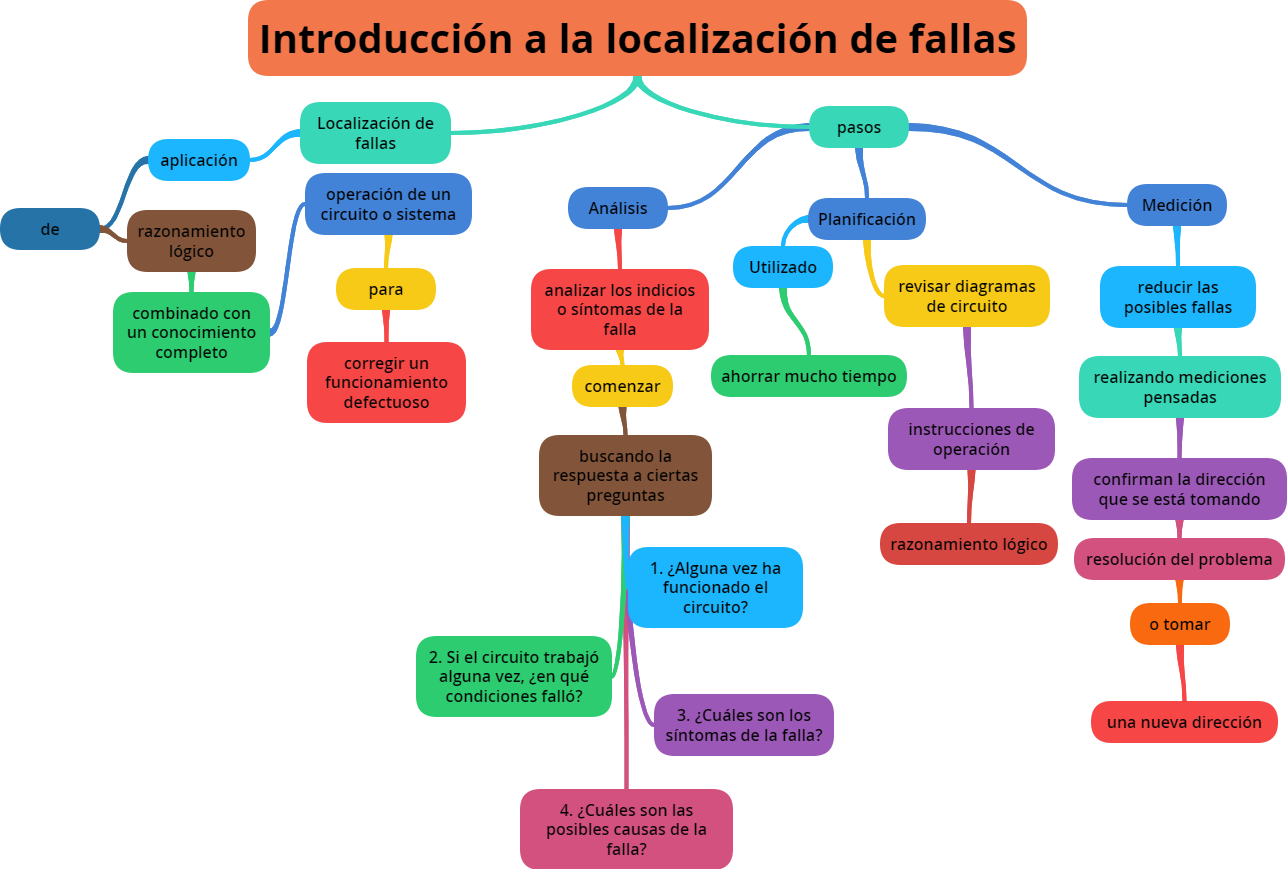 Introducción a la localización de fallas
Localización de
fallas
aplicación
de
razonamiento
lógico
combinado con
un conocimiento
completo
operación de un
circuito o sistema
para
corregir un
funcionamiento
defectuoso
pasos
Análisis
analizar los indicios
o síntomas de la
falla
comenzar
buscando la
respuesta a ciertas
preguntas
1. ¿Alguna vez ha
funcionado el
circuito?
2. Si el circuito trabajó
alguna vez, ¿en qué
condiciones falló?
3. ¿Cuáles son los
síntomas de la falla?
4. ¿Cuáles son las
posibles causas de la
falla?
Planificación
Utilizado
ahorrar mucho tiempo
revisar diagramas
de circuito
instrucciones de
operación
razonamiento lógico
Medición
reducir las
posibles fallas
realizando mediciones
pensadas
confirman la dirección
que se está tomando
resolución del problema
o tomar
una nueva dirección